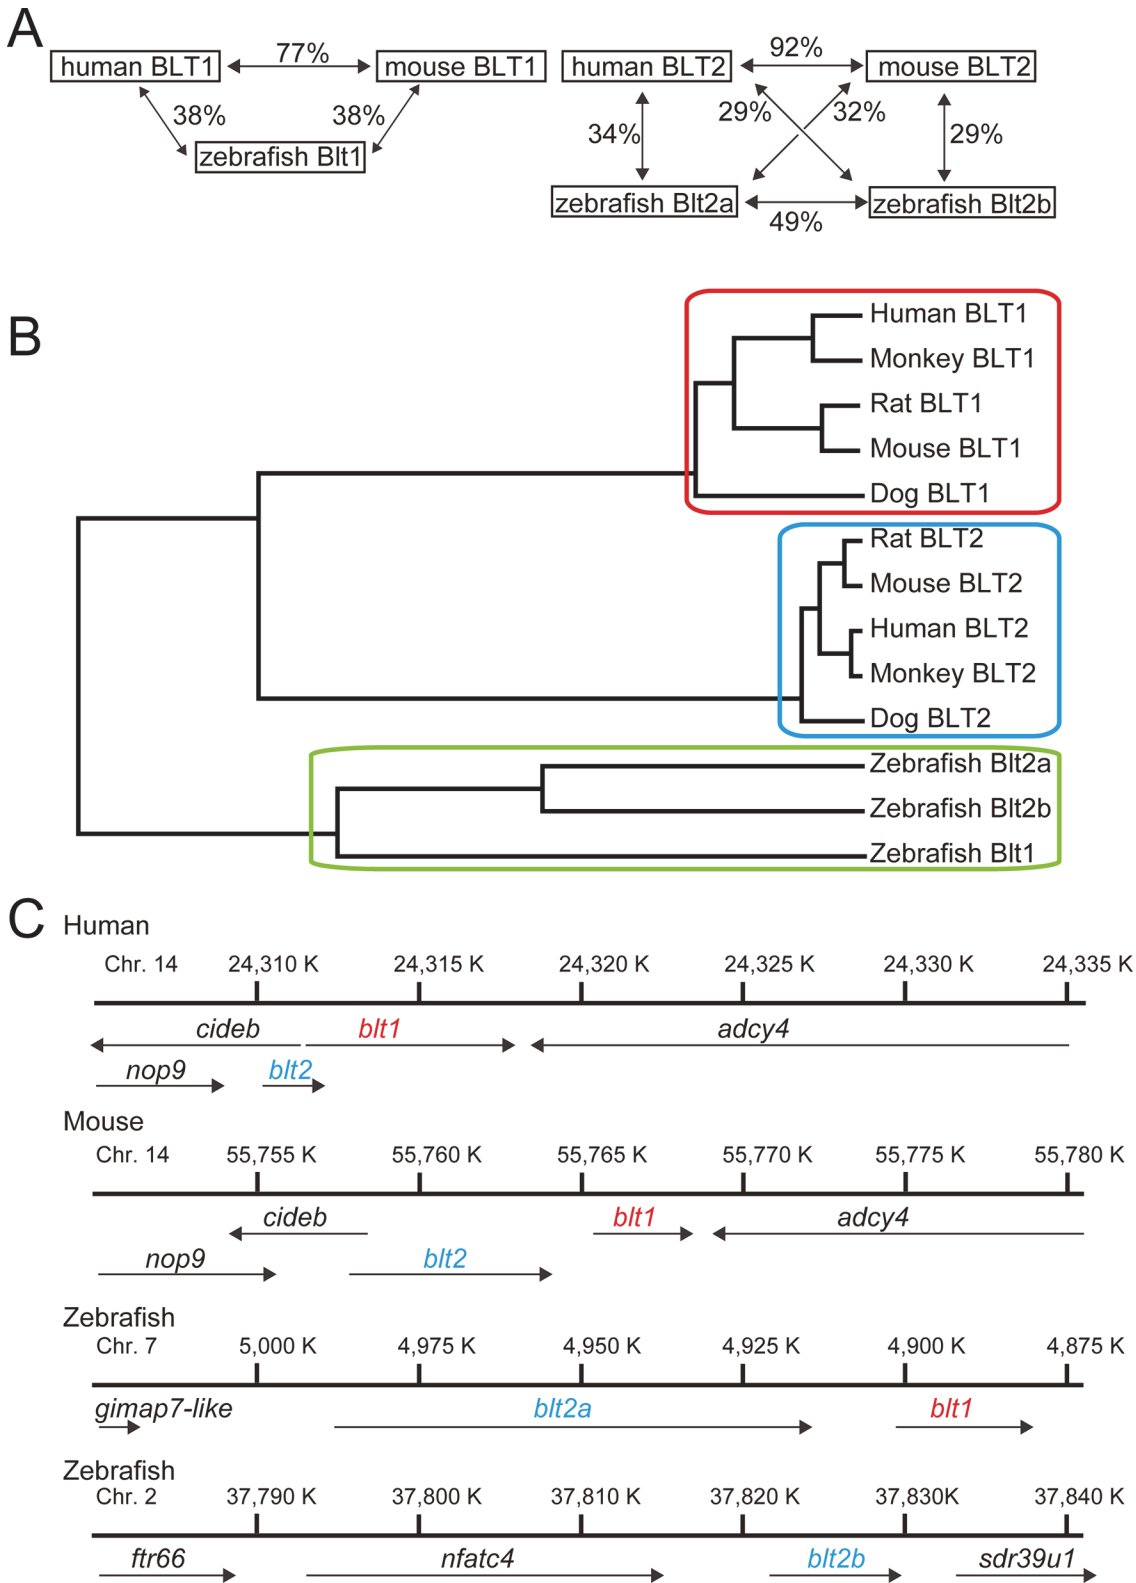 A
human BLT1 77% mouse BLT1 human BLT2 92% mouse BLT2
38% 38% 34% 29% 32% 29%
zebrafish Blt1
zebrafish Blt2a 49% zebrafish Blt2b
B
Human BLT1
Monkey BLT1
Rat BLT1
Mouse BLT1
Dog BLT1
Rat BLT2
Mouse BLT2
Human BLT2
Monkey BLT2
Dog BLT2
Zebrafish Blt2a
Zebrafish Blt2b
Zebrafish Blt1
C
Human
Chr. 14 24,310 K 24,315 K 24,320 K 24,325 K 24,330 K 24,335 K
cideb blt1 adcy4
nop9 blt2
Mouse
Chr. 14 55,755 K 55,760 K 55,765 K 55,770 K 55,775 K 55,780 K
cideb blt1 adcy4
nop9 blt2
Zebrafish
Chr. 7 5,000 K 4,975 K 4,950 K 4,925 K 4,900 K 4,875 K
gimap7-like blt2a blt1
Zebrafish
Chr. 2 37,790 K 37,800 K 37,810 K 37,820 K 37,830K 37,840 K
ftr66 nfatc4 blt2b sdr39u1